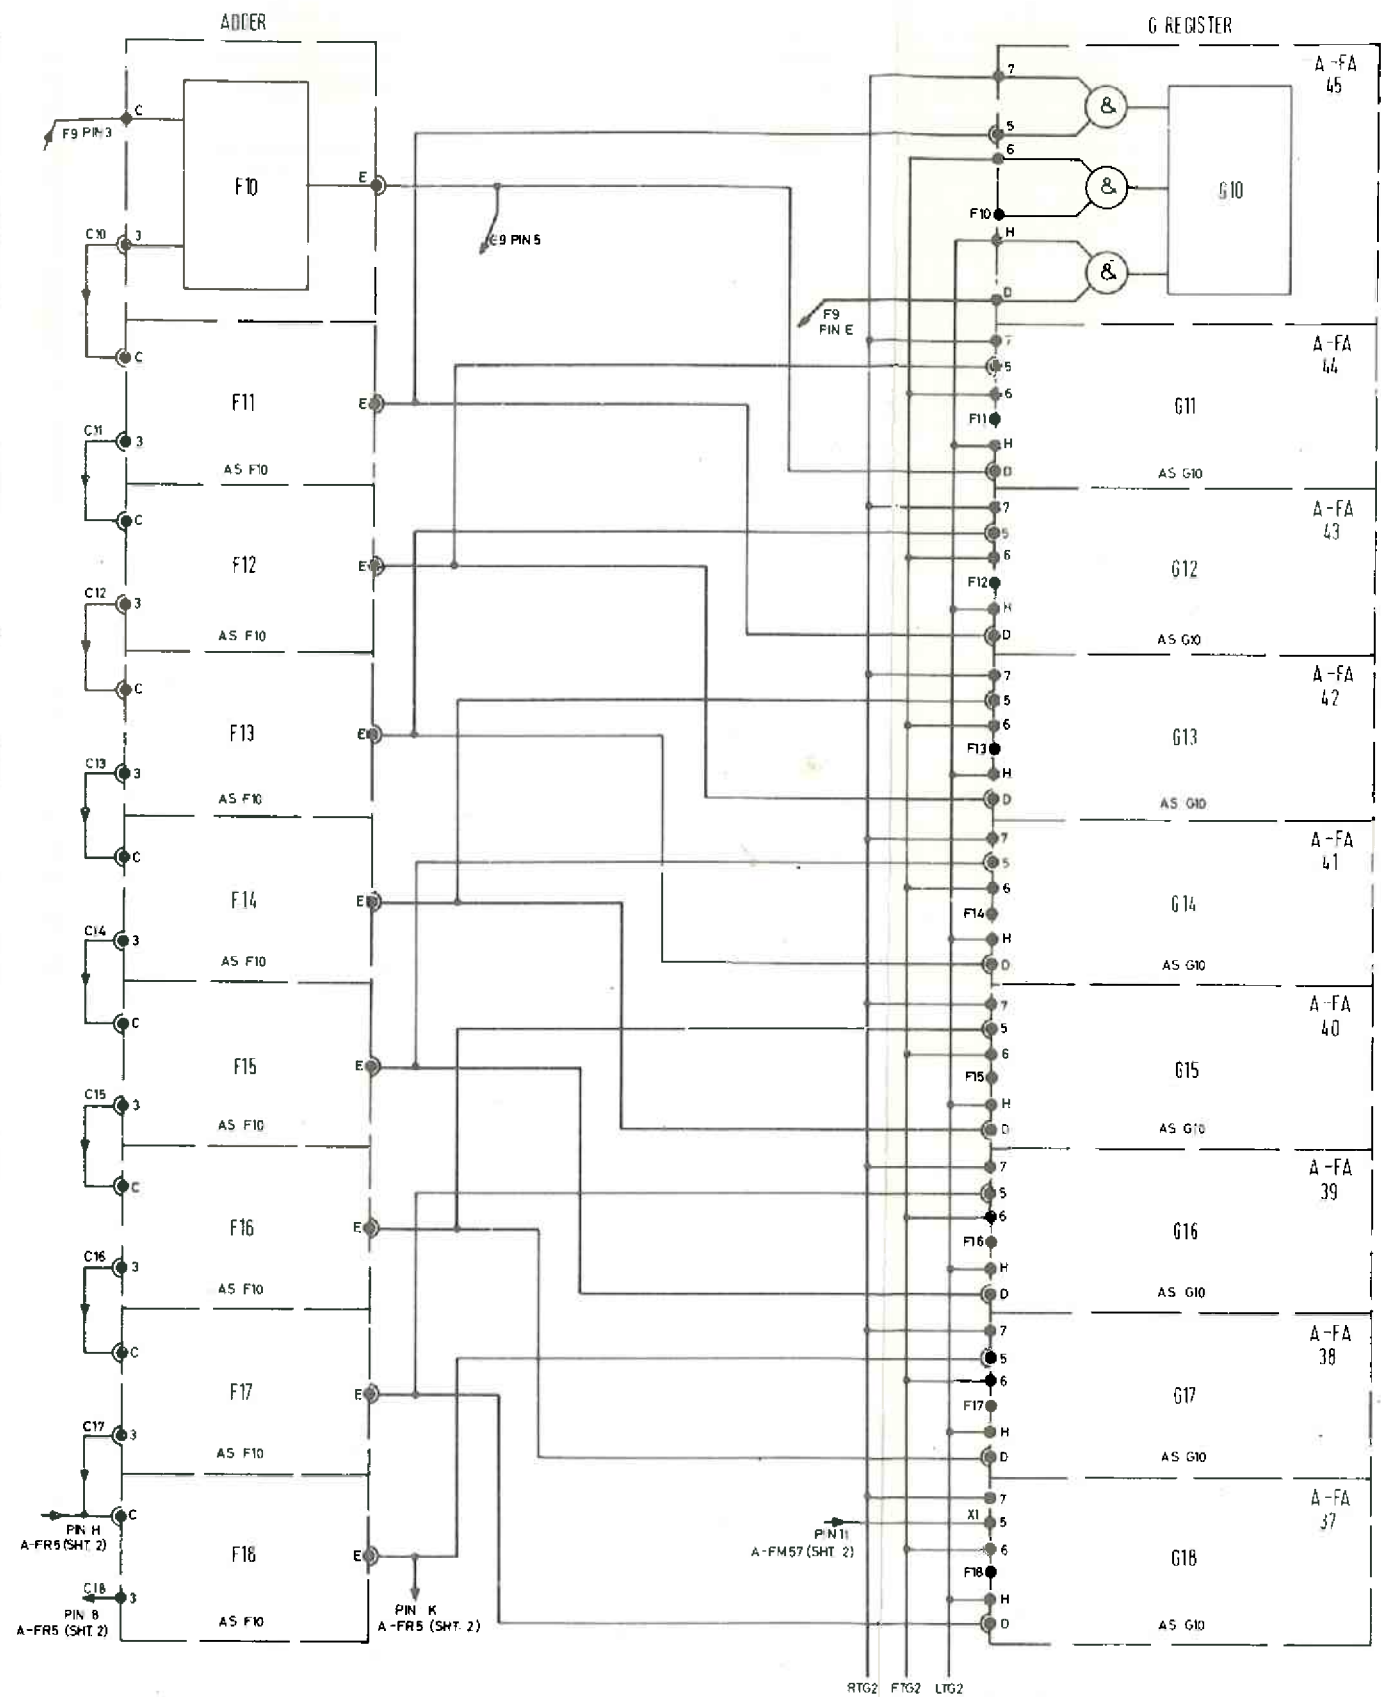 ADDER
G REGISTER
C
F9 PIN 3
F10
E
9 PIN 5
C10
3
C
F11
E
C11
3
AS F10
C
F12
E
C12
3
AS F10
C
F13
E
C13
3
AS F10
C
F14
E
C14
3
AS F10
C
F15
E
C15
3
AS F10
C
F16
E
C16
3
AS F10
C
F17
E
C17
3
AS F10
C
PIN H
A-FR5 (SHT. 2)
F18
E
C18
3
PIN 8
A-FR5 (SHT. 2)
AS F10
PIN K
A-FR5 (SHT. 2)
7
A-FA
45
&
5
6
&
G10
F10
H
&
D
F9
PIN E
7
A-FA
44
5
6
G11
F11
H
D
AS G10
7
A-FA
43
5
6
G12
F12
H
D
AS G10
7
A-FA
42
5
6
G13
F13
H
D
AS G10
7
A-FA
41
5
6
G14
F14
H
D
AS G10
7
A-FA
40
5
6
G15
F15
H
D
AS G10
7
A-FA
39
5
6
G16
F16
H
D
AS G10
7
A-FA
38
5
6
G17
F17
H
D
AS G10
7
A-FA
37
X1
5
PIN 11
A-FM57 (SHT. 2)
6
G18
F18
H
D
AS G10
RTG2 FTG2 LTG2